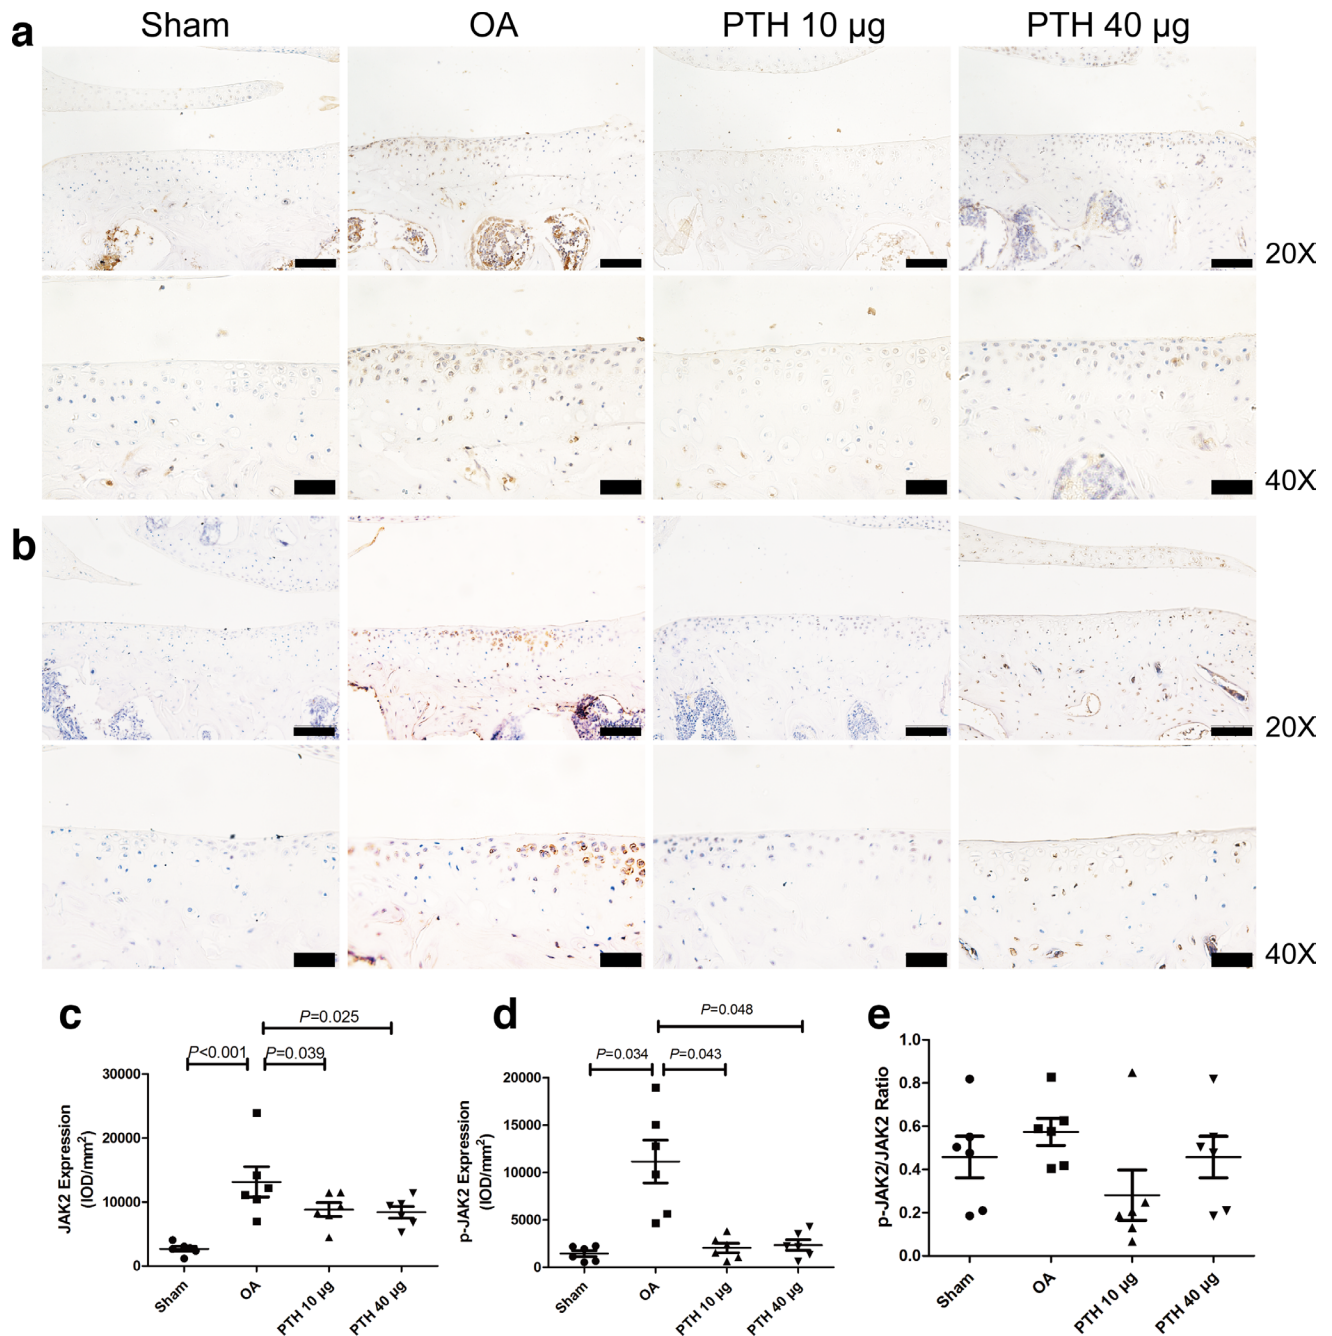 a
Sham OA PTH 10 µg PTH 40 µg
20X
40X
b
20X
40X
c
P=0.025
P<0.001 P=0.039
JAK2 Expression
(IOD/mm²)
30000
20000
10000
0
Sham OA PTH 10 µg PTH 40 µg
d
P=0.048
P=0.034 P=0.043
p-JAK2 Expression
(IOD/mm²)
20000
15000
10000
5000
0
Sham OA PTH 10 µg PTH 40 µg
e
p-JAK2/JAK2 Ratio
1.0
0.8
0.6
0.4
0.2
0.0
Sham OA PTH 10 µg PTH 40 µg